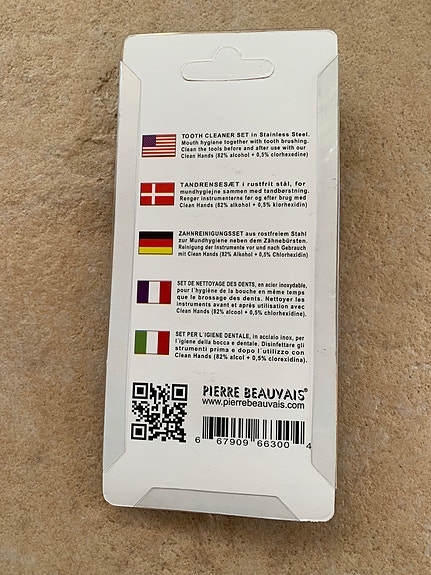 TOOTH CLEANER SET in Stainless Steel.
Mouth hygiene together with tooth brushing.
Clean the tools before and after use with our
Clean Hands (82% alcohol + 0,5% clorhexedine)
TANDRENSESÆT i rustfrit stål, for
mundhygiejne sammen med tandbørstning.
Rengør instrumenterne før og efter brug med
Clean Hands (82% alkohol + 0,5% klorhexidin)
ZAHNREINIGUNGSSET aus rostfreiem Stahl
zur Mundhygiene neben dem Zähnebürsten.
Reinigung der Instrumente vor und nach Gebrauch
mit Clean Hands (82% Alkohol + 0,5% Chlorhexidin)
SET DE NETTOYAGE DES DENTS, en acier inoxydable,
pour l'hygiène de la bouche en même temps
que le brossage des dents. Nettoyer les
instruments avant et après utilisation avec
Clean Hands (82% alcool + 0,5% chlorhexidine).
SET PER L'IGIENE DENTALE, in acciaio inox, per
l'igiene della bocca e dentale. Disinfettare gli
strumenti prima e dopo l'utilizzo con
Clean Hands (82% alcol + 0,5% clorexidina).
PIERRE BEAUVAIS®
www.pierrebeauvais.com
6 67909 66300 4